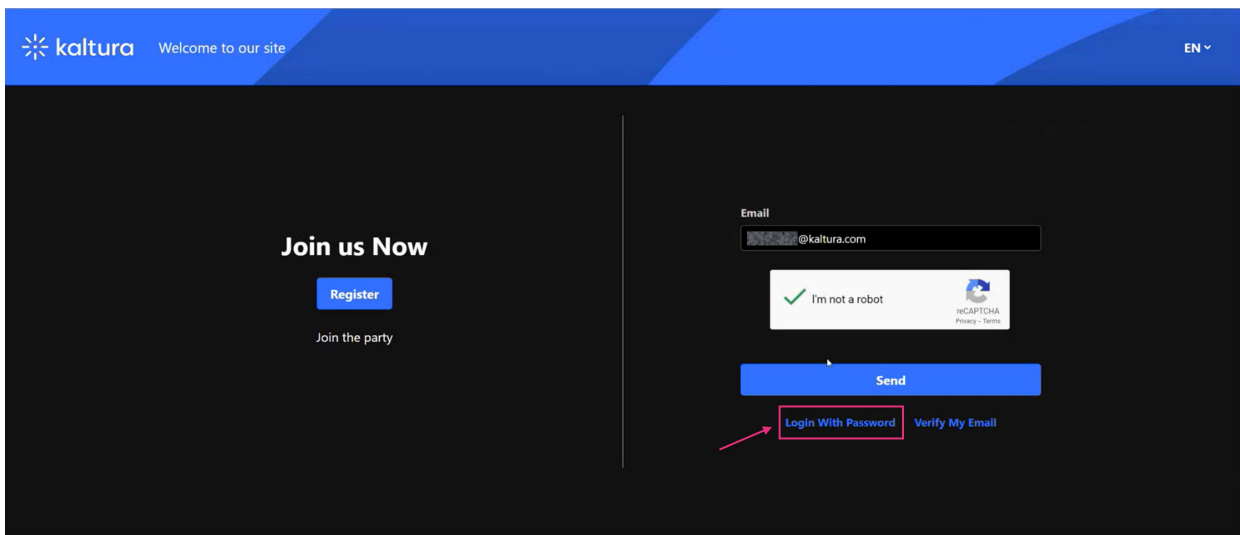 kaltura
Welcome to our site
EN
Join us Now
Register
Join the party
Email
@kaltura.com
I'm not a robot
reCAPTCHA
Privacy - Terms
Send
Login With Password
Verify My Email